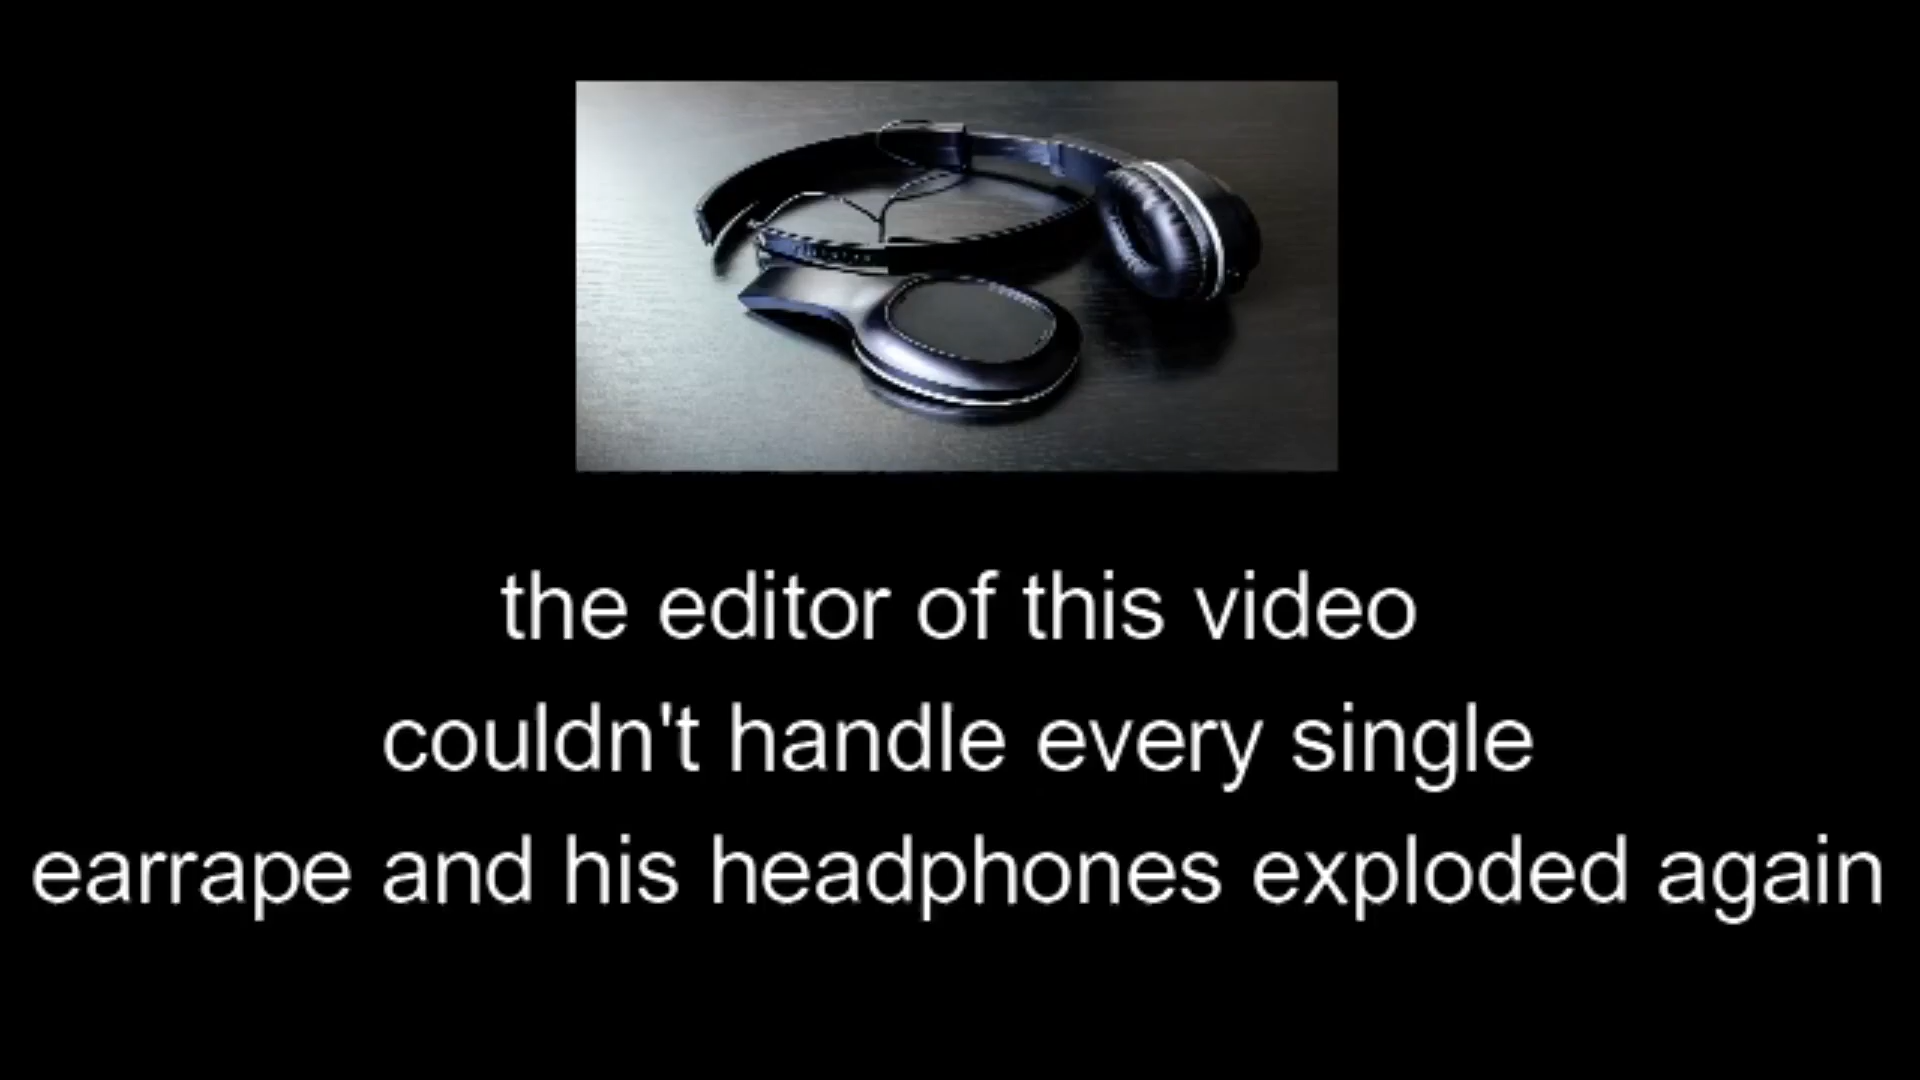 the editor of this video
couldn't handle every single
earrape and his headphones exploded again